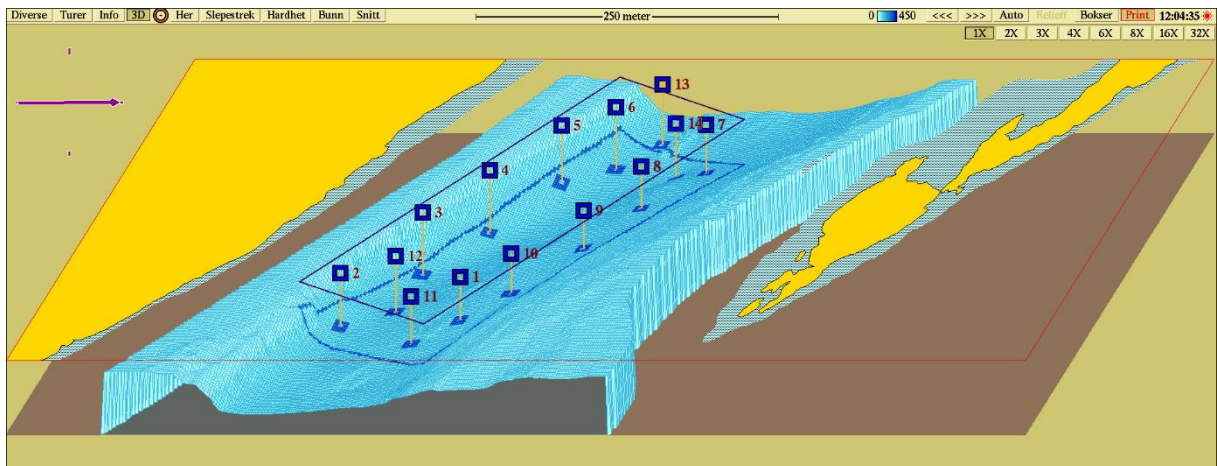 Diverse Turer Info 3D Her Slepestrek Hardhet Bunn Snitt 250 meter 0 450 <<< >>> Auto Relieff Bokser Print 12:04:35
1X 2X 3X 4X 6X 8X 16X 32X
13
6
5 14 7
8
4
3 9
12 10
2 1
11